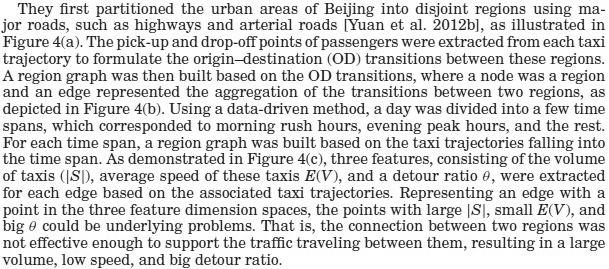 They first partitioned the urban areas of Beijing into disjoint regions using ma-
jor roads, such as highways and arterial roads [Yuan et al. 2012b], as illustrated in
Figure 4(a). The pick-up and drop-off points of passengers were extracted from each taxi
trajectory to formulate the origin–destination (OD) transitions between these regions.
A region graph was then built based on the OD transitions, where a node was a region
and an edge represented the aggregation of the transitions between two regions, as
depicted in Figure 4(b). Using a data-driven method, a day was divided into a few time
spans, which corresponded to morning rush hours, evening peak hours, and the rest.
For each time span, a region graph was built based on the taxi trajectories falling into
the time span. As demonstrated in Figure 4(c), three features, consisting of the volume
of taxis (|S|), average speed of these taxis E(V), and a detour ratio θ, were extracted
for each edge based on the associated taxi trajectories. Representing an edge with a
point in the three feature dimension spaces, the points with large |S|, small E(V), and
big θ could be underlying problems. That is, the connection between two regions was
not effective enough to support the traffic traveling between them, resulting in a large
volume, low speed, and big detour ratio.